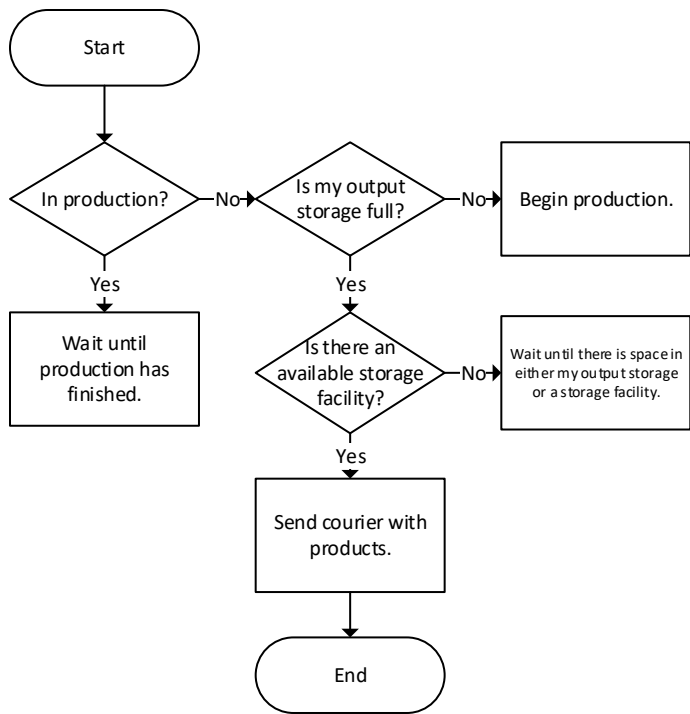 Start
In production?
No
Is my output
storage full?
No
Begin production.
Yes
Yes
Wait until
production has
finished.
Is there an
available storage
facility?
No
Wait until there is space in
either my output storage
or a storage facility.
Yes
Send courier with
products.
End